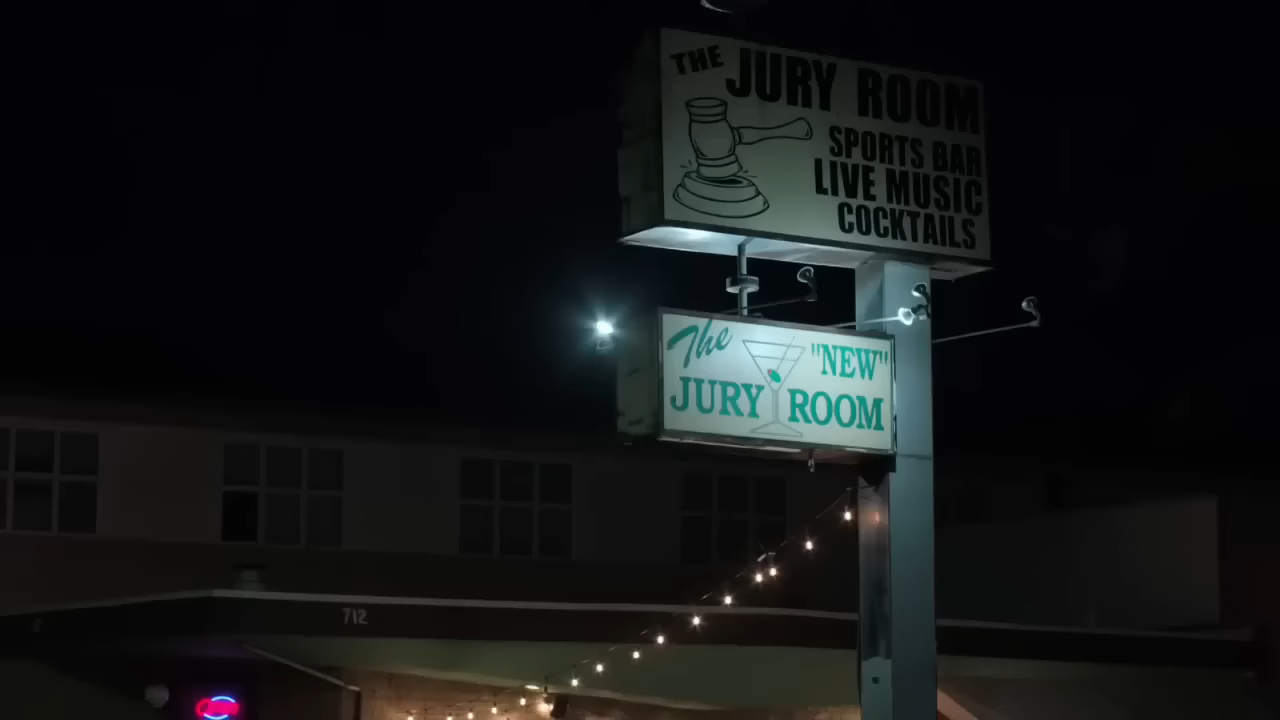 THE JURY ROOM
SPORTS BAR
LIVE MUSIC
COCKTAILS
The "NEW"
JURY ROOM
712